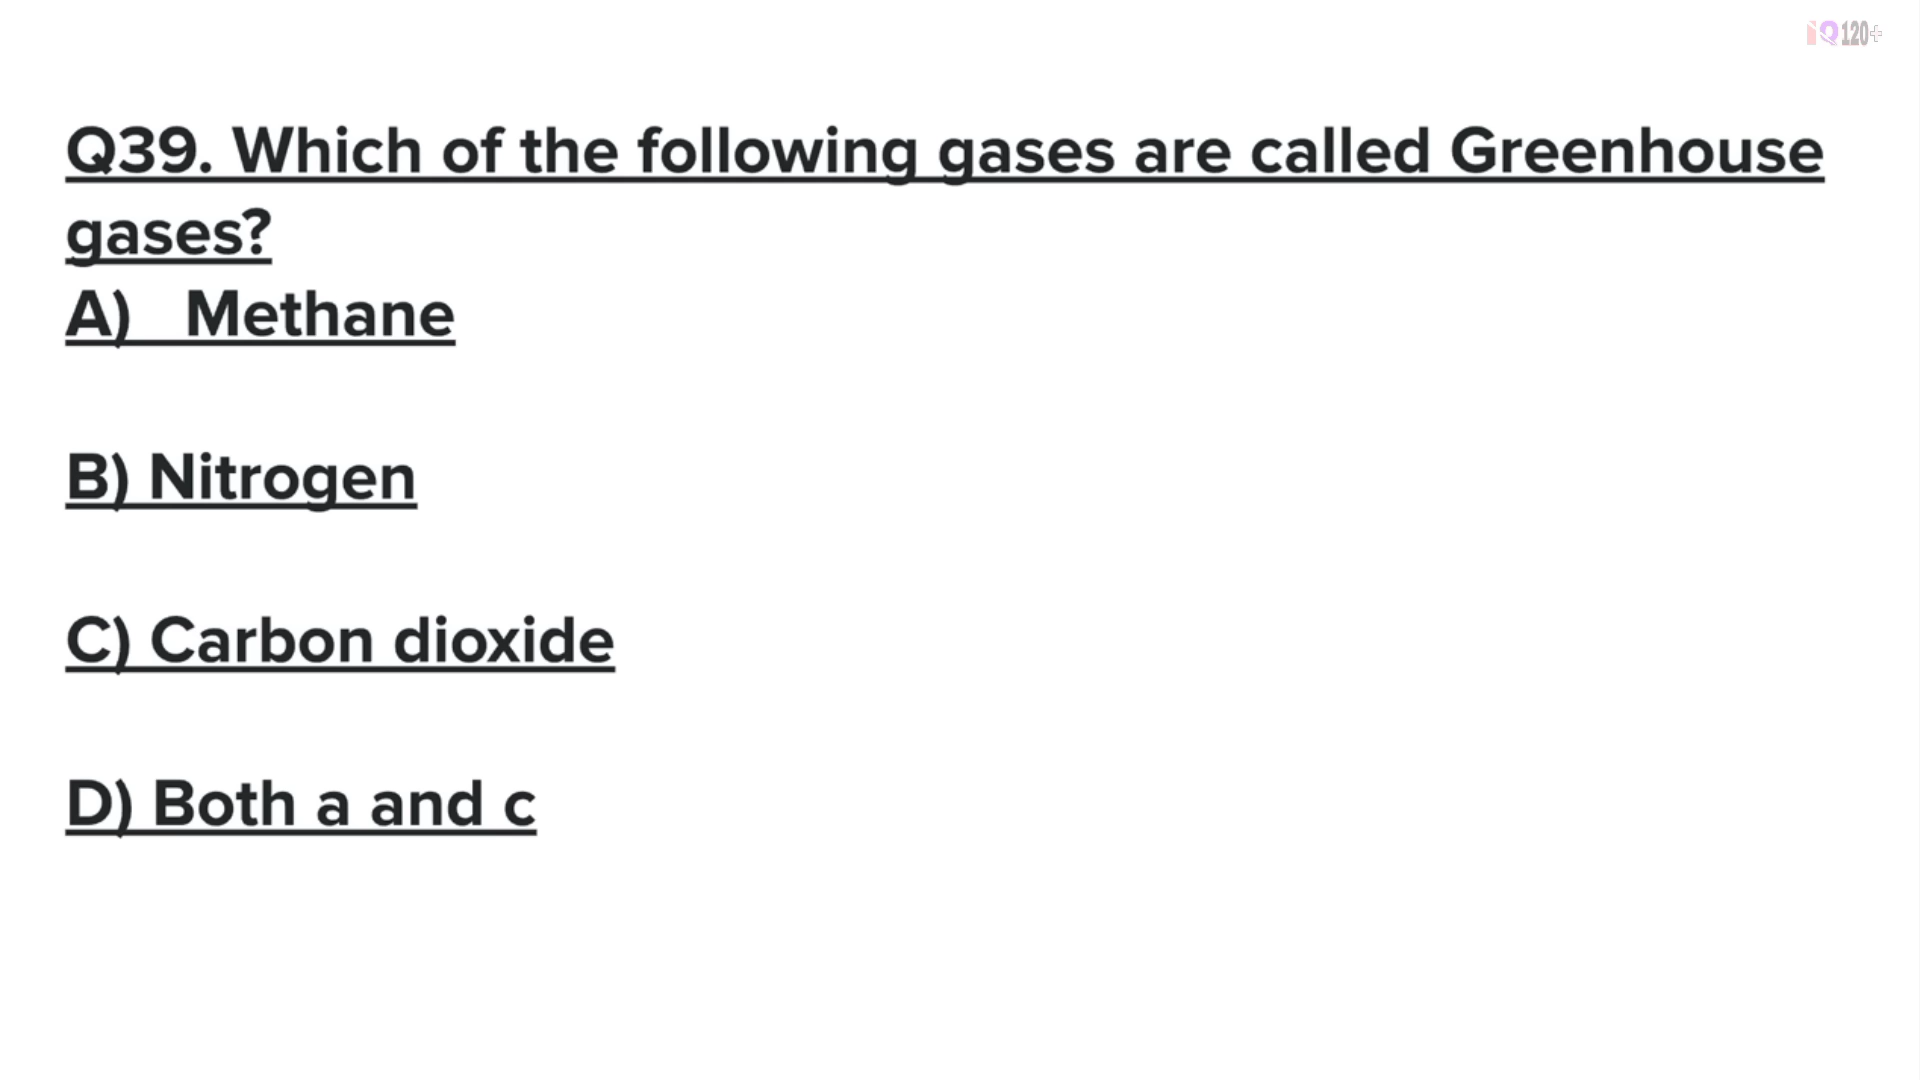 iQ120+
Q39. Which of the following gases are called Greenhouse
gases?
A) Methane
B) Nitrogen
C) Carbon dioxide
D) Both a and c